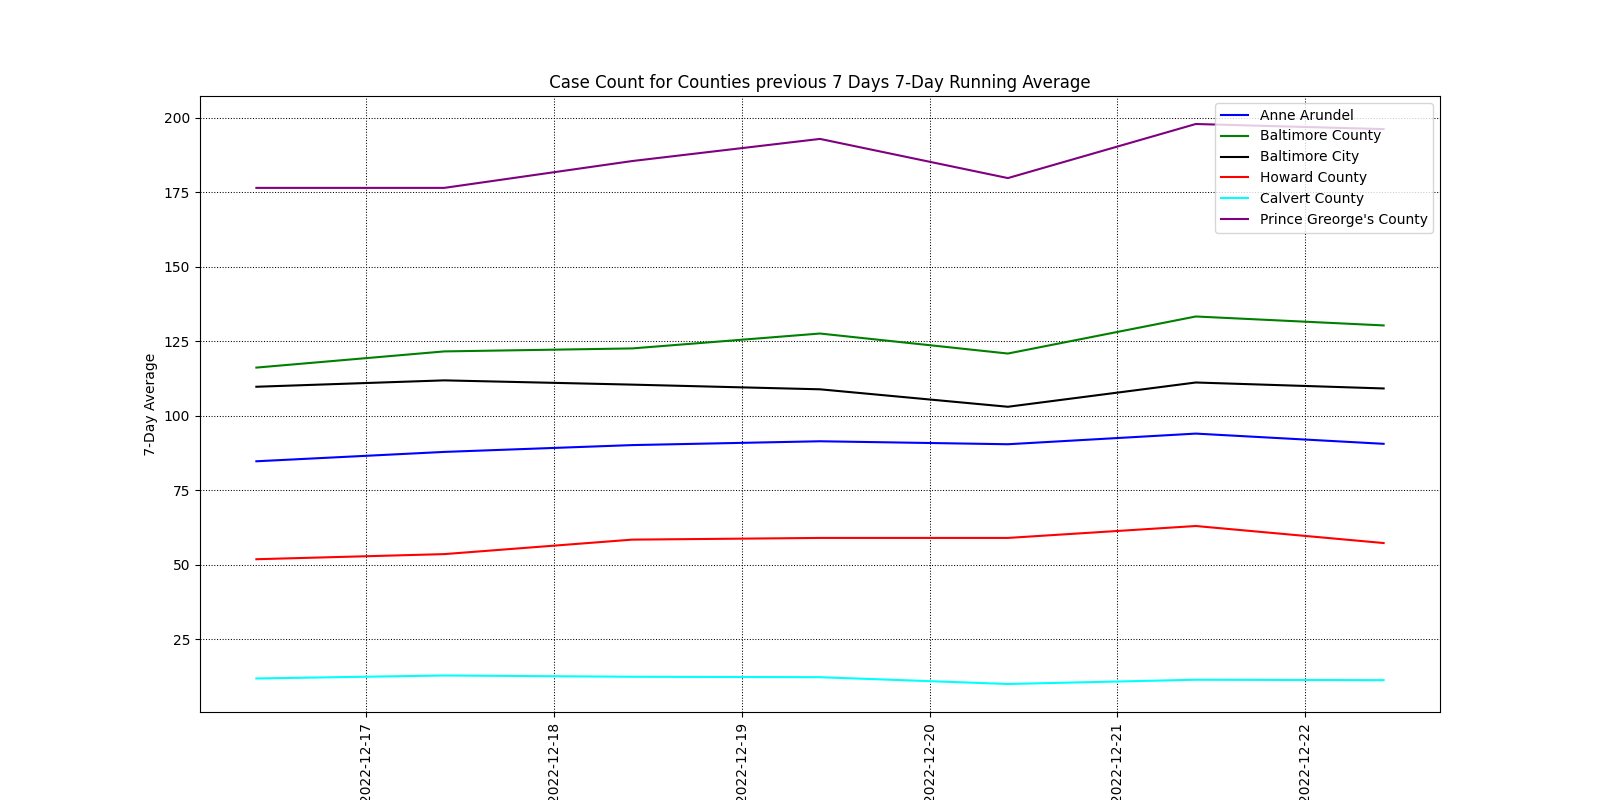 Case Count for Counties previous 7 Days 7-Day Running Average
Anne Arundel
Baltimore County
Baltimore City
Howard County
Calvert County
Prince Greorge's County
7-Day Average
200
175
150
125
100
75
50
25
2022-12-17
2022-12-18
2022-12-19
2022-12-20
2022-12-21
2022-12-22